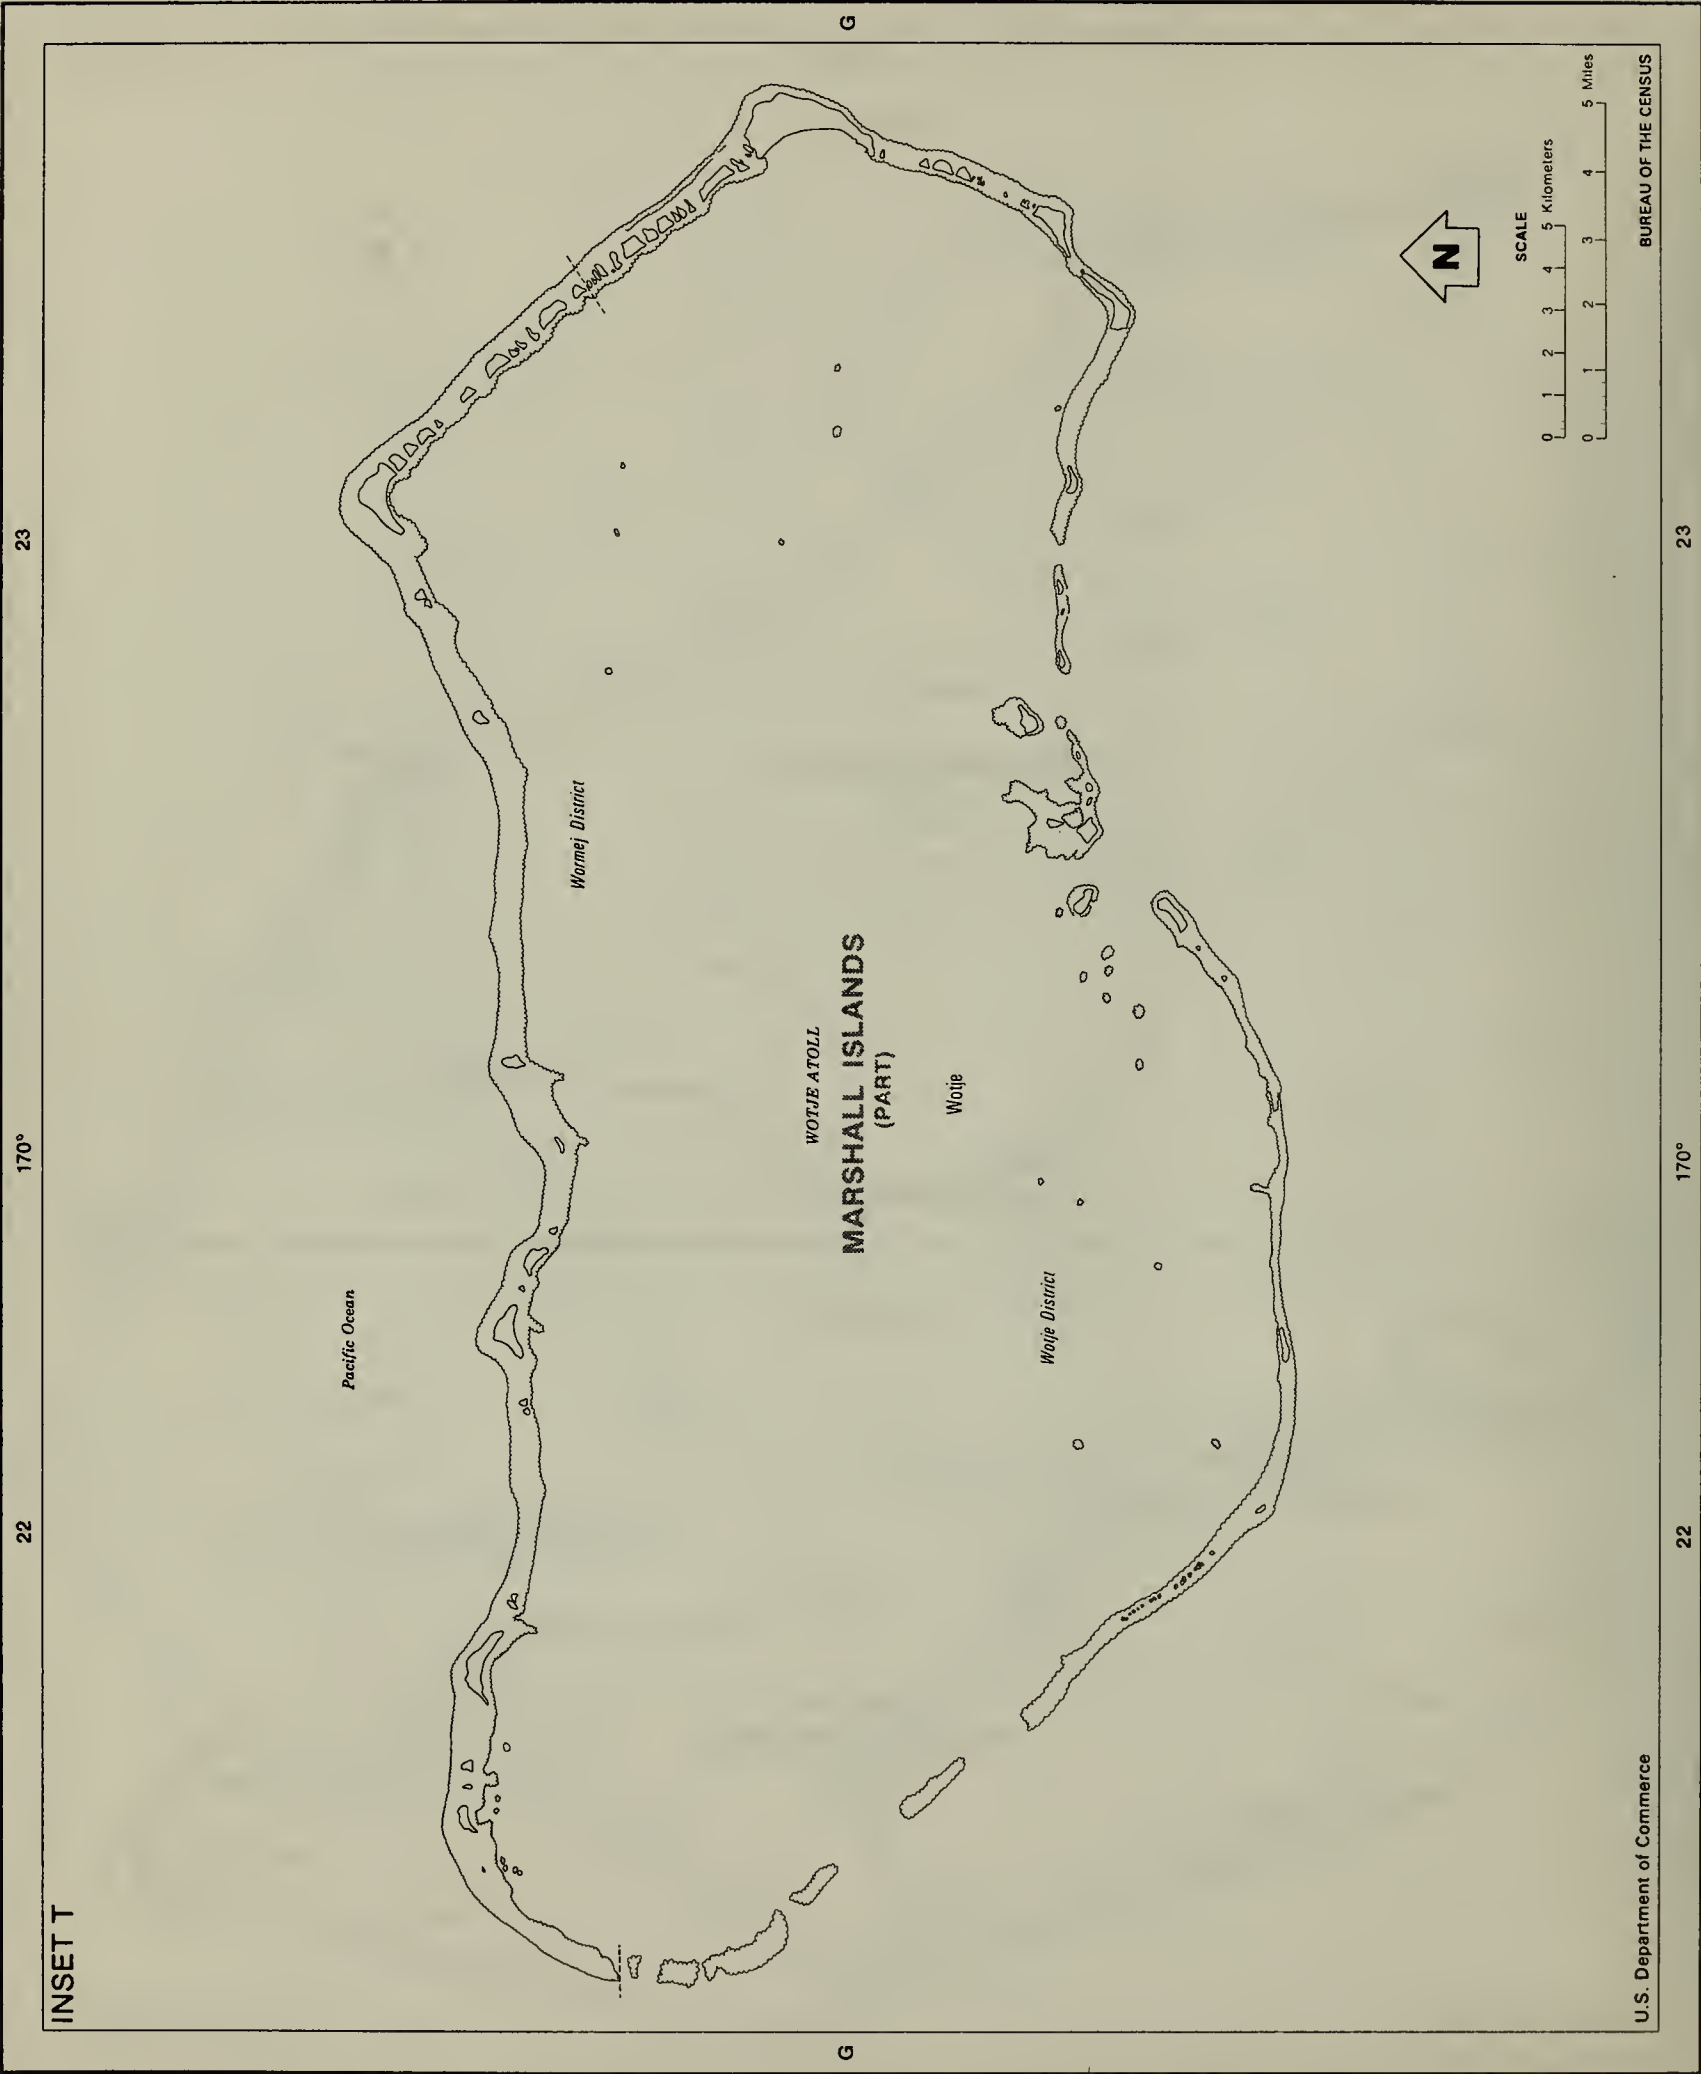 INSET T
22
170°
23
G
G
Pacific Ocean
Wormej District
WOTJE ATOLL
MARSHALL ISLANDS
(PART)
Wotje
Wotje District
N
SCALE
0 1 2 3 4 5 Kilometers
0 1 2 3 4 5 Miles
U.S. Department of Commerce
BUREAU OF THE CENSUS
22
170°
23